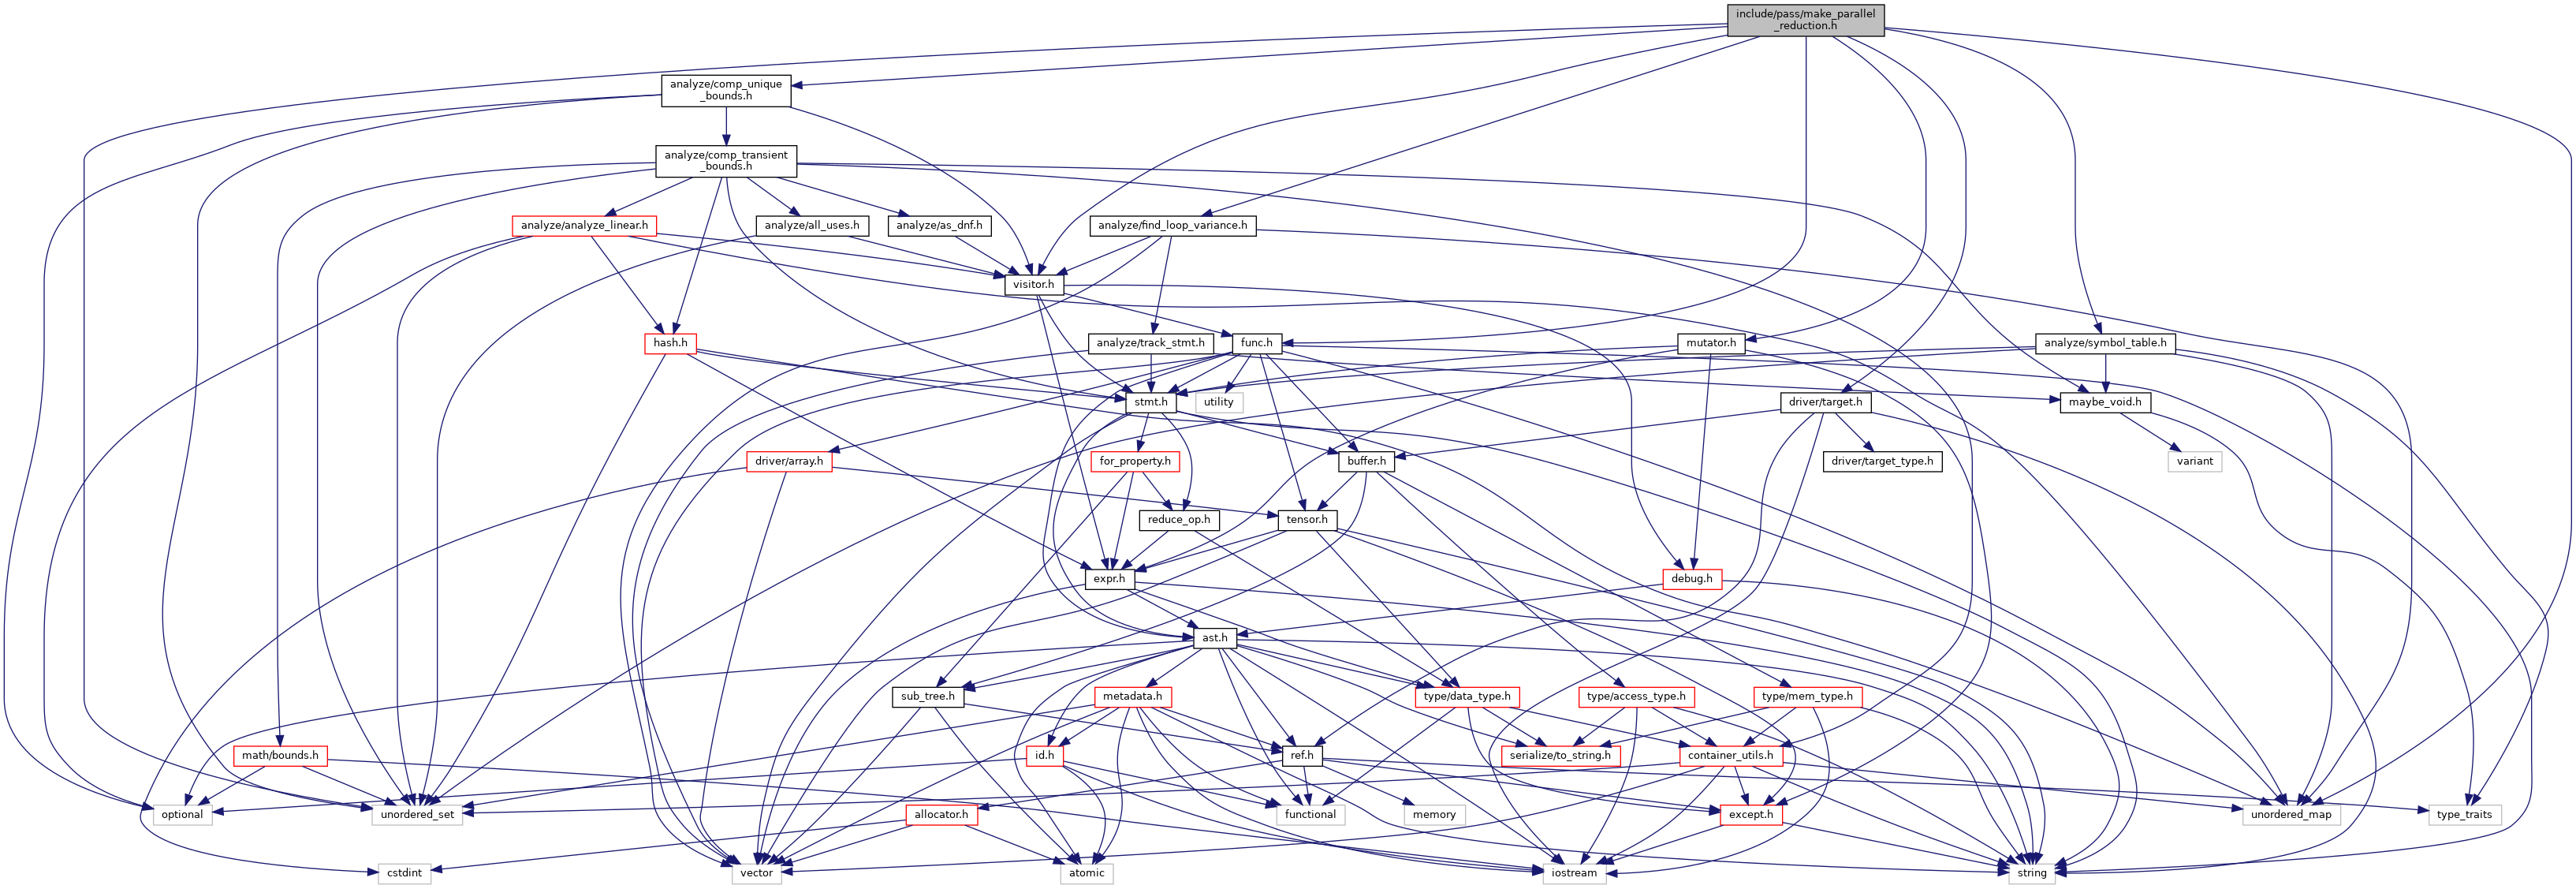 include/pass/make_parallel
_reduction.h
analyze/comp_unique
_bounds.h
analyze/comp_transient
_bounds.h
analyze/analyze_linear.h
analyze/all_uses.h
analyze/as_dnf.h
analyze/find_loop_variance.h
visitor.h
hash.h
analyze/track_stmt.h
func.h
mutator.h
analyze/symbol_table.h
stmt.h
utility
driver/target.h
maybe_void.h
driver/array.h
for_property.h
buffer.h
driver/target_type.h
variant
reduce_op.h
tensor.h
expr.h
debug.h
ast.h
sub_tree.h
metadata.h
type/data_type.h
type/access_type.h
type/mem_type.h
math/bounds.h
id.h
ref.h
serialize/to_string.h
container_utils.h
optional
unordered_set
allocator.h
functional
memory
except.h
unordered_map
type_traits
cstdint
vector
atomic
iostream
string